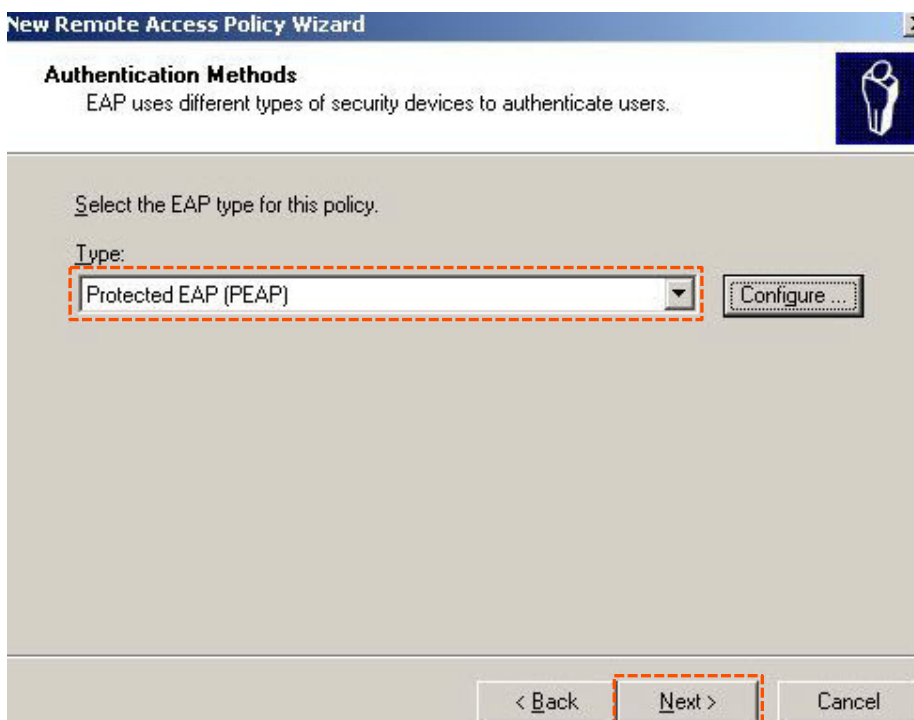 New Remote Access Policy Wizard
Authentication Methods
EAP uses different types of security devices to authenticate users.
Select the EAP type for this policy.
Type:
Protected EAP (PEAP)
Configure ...
< Back
Next >
Cancel